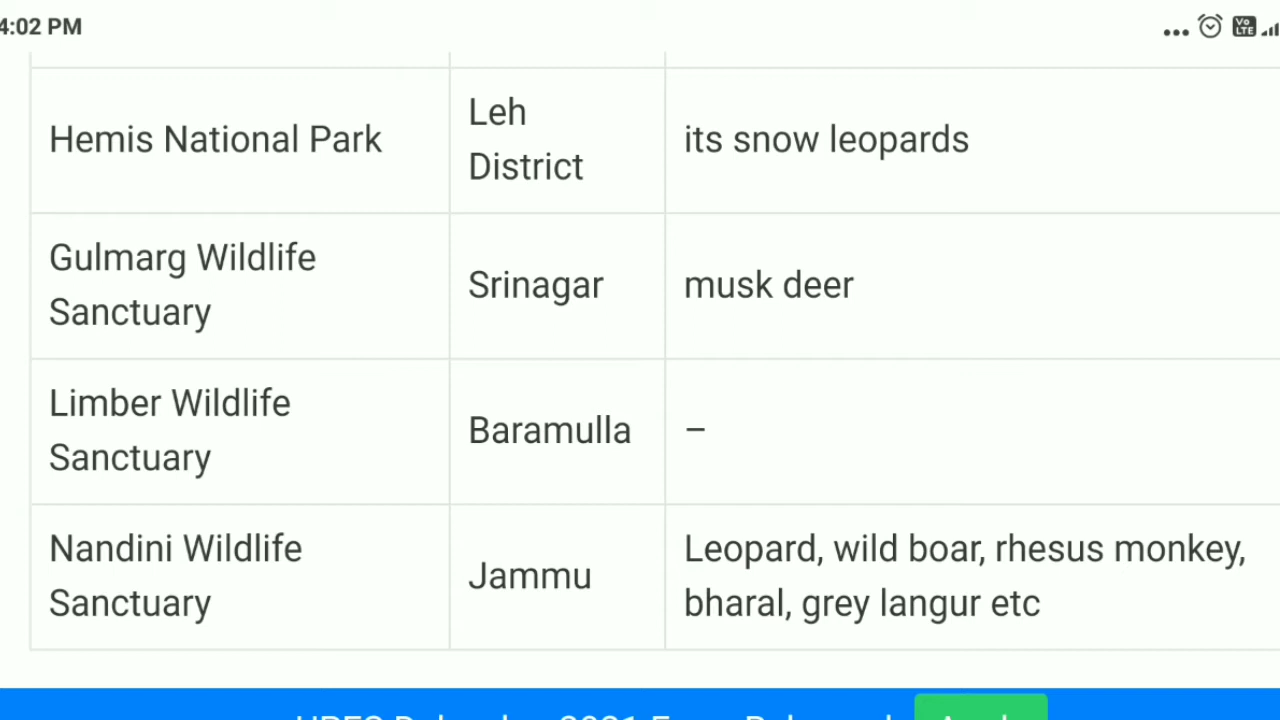 4:02 PM
Hemis National Park
Leh
District
its snow leopards
Gulmarg Wildlife
Sanctuary
Srinagar
musk deer
Limber Wildlife
Sanctuary
Baramulla
–
Nandini Wildlife
Sanctuary
Jammu
Leopard, wild boar, rhesus monkey,
bharal, grey langur etc